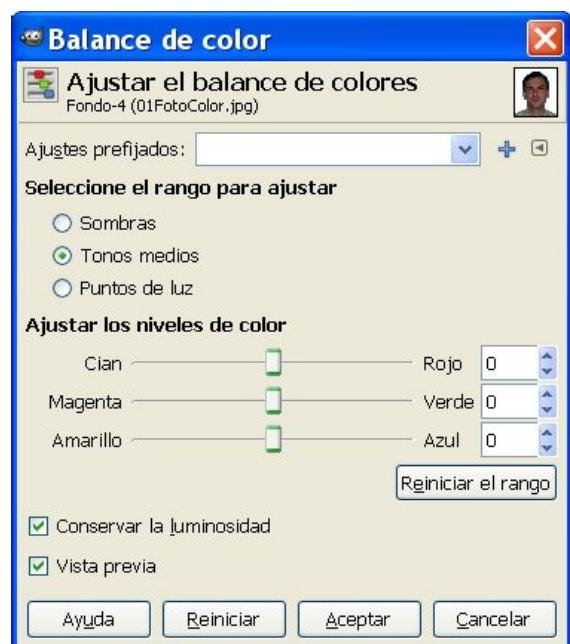 Balance de color
Ajustar el balance de colores
Fondo-4 (01FotoColor.jpg)
Ajustes prefijados:
Seleccione el rango para ajustar
Sombras
Tonos medios
Puntos de luz
Ajustar los niveles de color
Cian Rojo 0
Magenta Verde 0
Amarillo Azul 0
Reiniciar el rango
Conservar la luminosidad
Vista previa
Ayuda Reiniciar Aceptar Cancelar